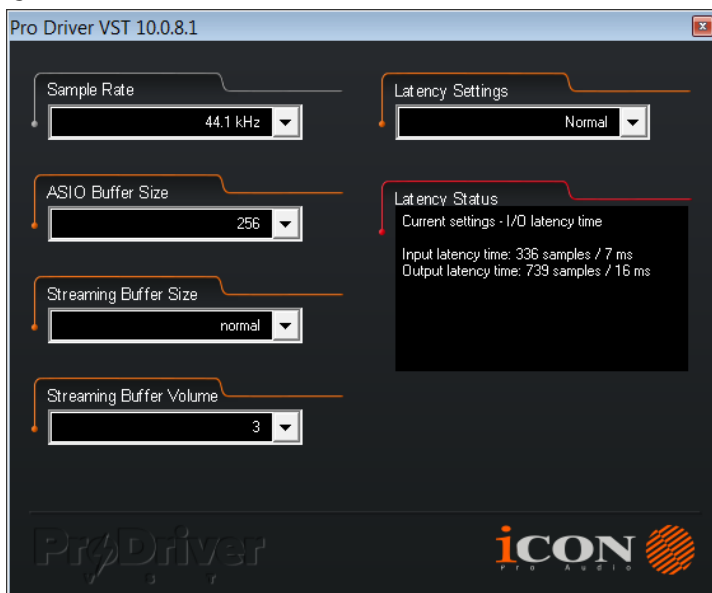 Pro Driver VST 10.0.8.1
Sample Rate
44.1 kHz
ASIO Buffer Size
256
Streaming Buffer Size
normal
Streaming Buffer Volume
3
Latency Settings
Normal
Latency Status
Current settings - I/O latency time
Input latency time: 336 samples / 7 ms
Output latency time: 739 samples / 16 ms
ProDriver
V S T
iCON
Pro Audio